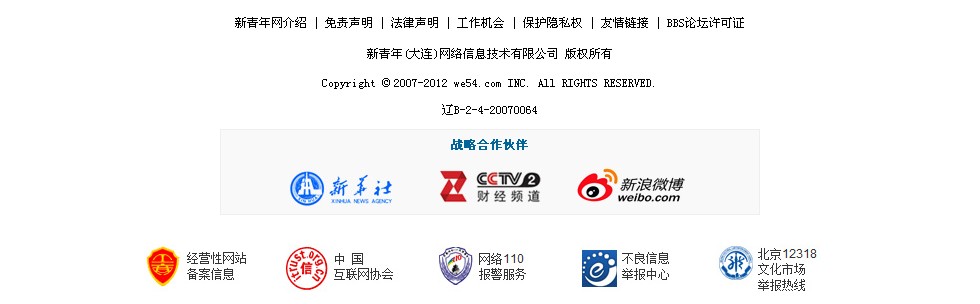 新青年网介绍 | 免责声明 | 法律声明 | 工作机会 | 保护隐私权 | 友情链接 | BBS论坛许可证
新青年(大连)网络信息技术有限公司 版权所有
Copyright © 2007-2012 we54.com INC. All RIGHTS RESERVED.
辽B-2-4-20070064
战略合作伙伴
新华社
XINHUA NEWS AGENCY
CCTV 2
财经频道
新浪微博
weibo.com
经营性网站
备案信息
itrust.org.cn
信
中 国
互联网协会
110
网络110
报警服务
不良信息
举报中心
北京12318
文化市场
举报热线